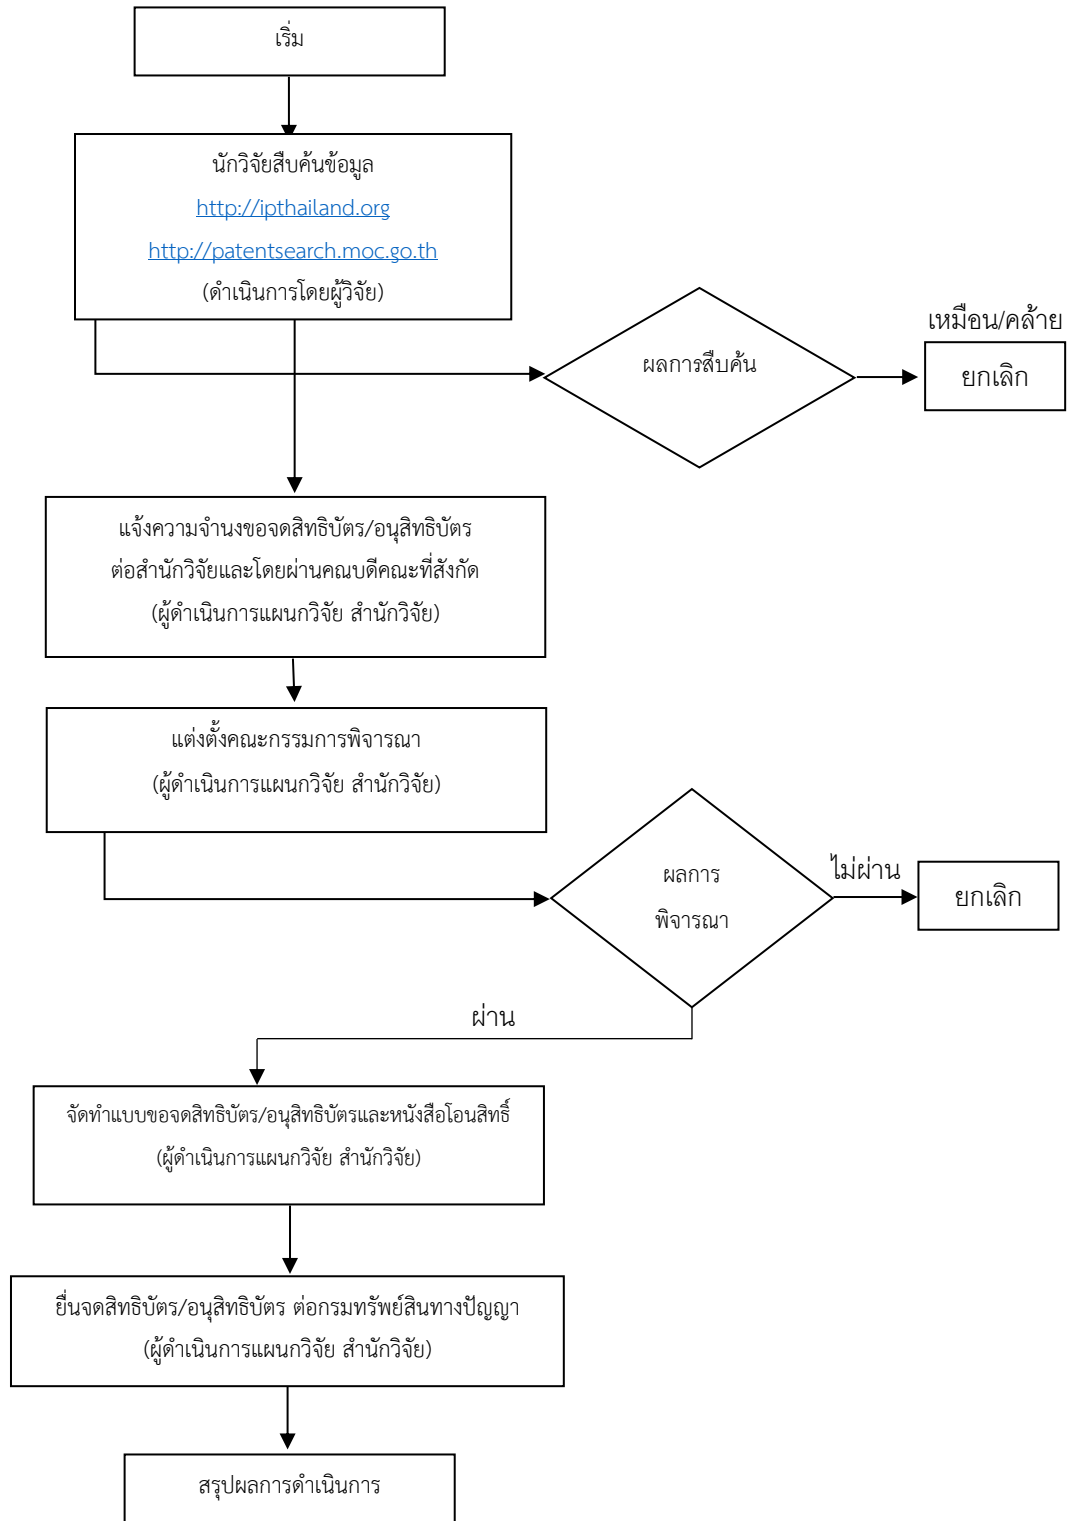 เริ่ม
นักวิจัยสืบค้นข้อมูล
http://ipthailand.org
http://patentsearch.moc.go.th
(ดำเนินการโดยผู้วิจัย)
ผลการสืบค้น
เหมือน/คล้าย
ยกเลิก
แจ้งความจำนงขอจดสิทธิบัตร/อนุสิทธิบัตร
ต่อสำนักวิจัยและโดยผ่านคณบดีคณะที่สังกัด
(ผู้ดำเนินการแผนกวิจัย สำนักวิจัย)
แต่งตั้งคณะกรรมการพิจารณา
(ผู้ดำเนินการแผนกวิจัย สำนักวิจัย)
ผลการ
พิจารณา
ไม่ผ่าน
ยกเลิก
ผ่าน
จัดทำแบบขอจดสิทธิบัตร/อนุสิทธิบัตรและหนังสือโอนสิทธิ์
(ผู้ดำเนินการแผนกวิจัย สำนักวิจัย)
ยื่นจดสิทธิบัตร/อนุสิทธิบัตร ต่อกรมทรัพย์สินทางปัญญา
(ผู้ดำเนินการแผนกวิจัย สำนักวิจัย)
สรุปผลการดำเนินการ